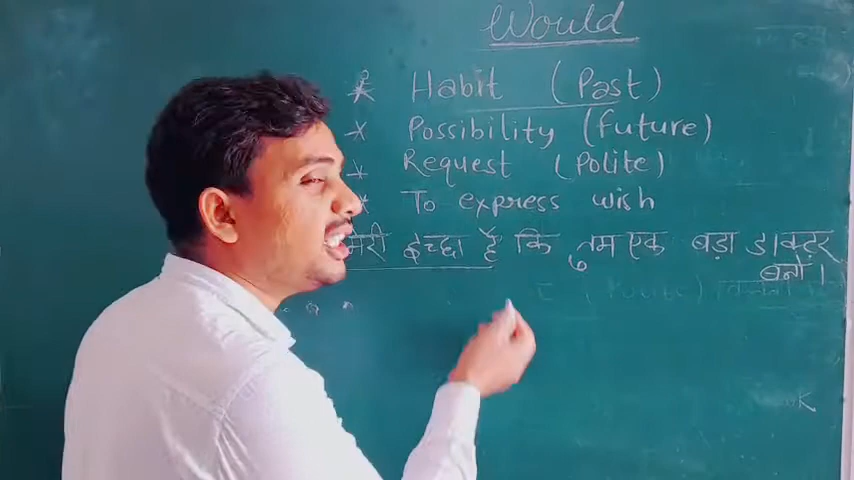 Would
* Habit (Past)
* Possibility (Future)
* Request (Polite)
* To express wish
मेरी इच्छा है कि तुम एक बड़ा डाक्टर
बनो।